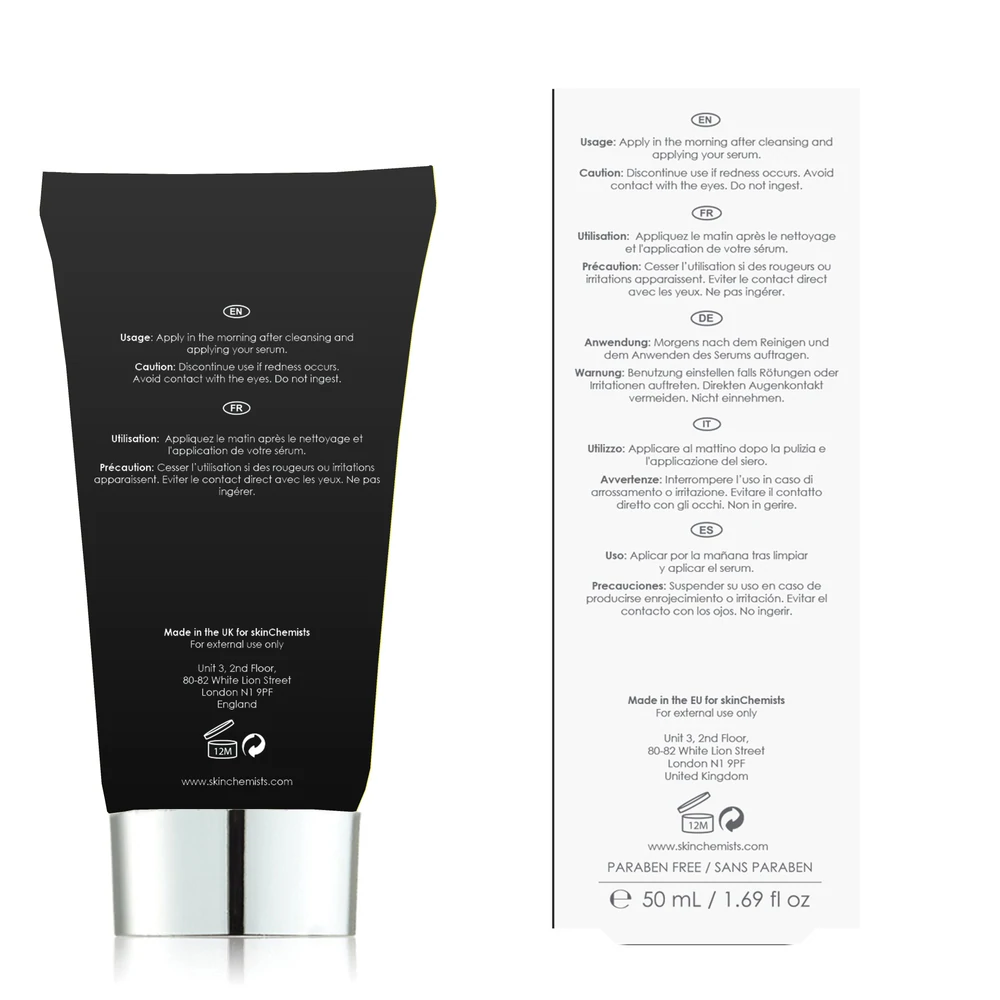 EN
Usage: Apply in the morning after cleansing and
applying your serum.
Caution: Discontinue use if redness occurs.
Avoid contact with the eyes. Do not ingest.
FR
Utilisation: Appliquez le matin après le nettoyage et
l'application de votre sérum.
Précaution: Cesser l'utilisation si des rougeurs ou irritations
apparaissent. Eviter le contact direct avec les yeux. Ne pas
ingérer.
Made in the UK for skinChemists
For external use only
Unit 3, 2nd Floor,
80-82 White Lion Street
London N1 9PF
England
12M
www.skinchemists.com
EN
Usage: Apply in the morning after cleansing and
applying your serum.
Caution: Discontinue use if redness occurs. Avoid
contact with the eyes. Do not ingest.
FR
Utilisation: Appliquez le matin après le nettoyage
et l'application de votre sérum.
Précaution: Cesser l'utilisation si des rougeurs ou
irritations apparaissent. Eviter le contact direct
avec les yeux. Ne pas ingérer.
DE
Anwendung: Morgens nach dem Reinigen und
dem Anwenden des Serums auftragen.
Warnung: Benutzung einstellen falls Rötungen oder
Irritationen auftreten. Direkten Augenkontakt
vermeiden. Nicht einnehmen.
IT
Utilizzo: Applicare al mattino dopo la pulizia e
l'applicazione del siero.
Avvertenze: Interrompere l'uso in caso di
arrossamento o irritazione. Evitare il contatto
diretto con gli occhi. Non in gerire.
ES
Uso: Aplicar por la mañana tras limpiar
y aplicar el serum.
Precauciones: Suspender su uso en caso de
producirse enrojecimiento o irritación. Evitar el
contacto con los ojos. No ingerir.
Made in the EU for skinChemists
For external use only
Unit 3, 2nd Floor,
80-82 White Lion Street
London N1 9PF
United Kingdom
12M
www.skinchemists.com
PARABEN FREE / SANS PARABEN
℮ 50 mL / 1.69 fl oz